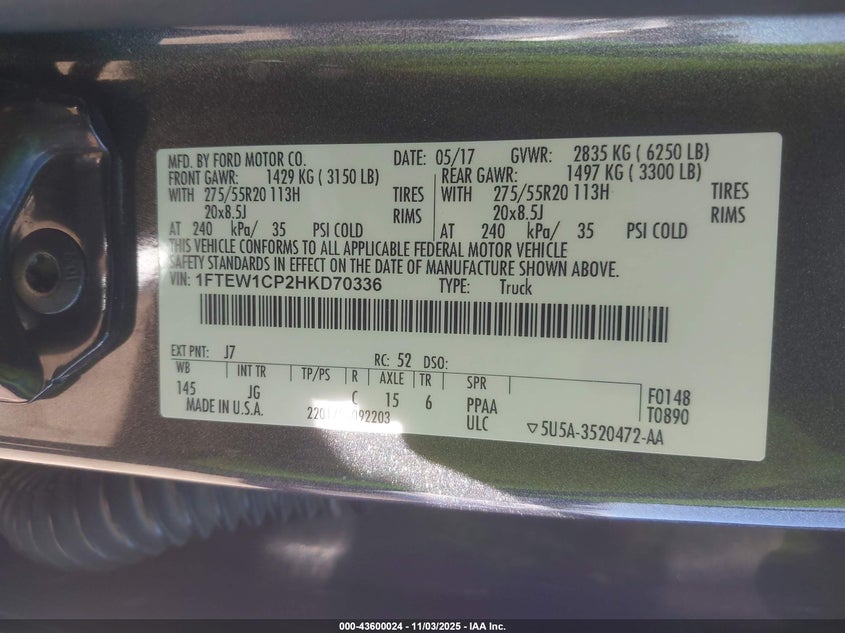 MFD. BY FORD MOTOR CO. DATE: 05/17 GVWR: 2835 KG ( 6250 LB)
FRONT GAWR: 1429 KG ( 3150 LB) REAR GAWR: 1497 KG ( 3300 LB)
WITH 275/55R20 113H TIRES WITH 275/55R20 113H TIRES
20x8.5J RIMS 20x8.5J RIMS
AT 240 kPa/ 35 PSI COLD AT 240 kPa/ 35 PSI COLD
THIS VEHICLE CONFORMS TO ALL APPLICABLE FEDERAL MOTOR VEHICLE
SAFETY STANDARDS IN EFFECT ON THE DATE OF MANUFACTURE SHOWN ABOVE.
VIN: 1FTEW1CP2HKD70336 TYPE: Truck
EXT PNT: J7 RC: 52 DSO:
WB INT TR TP/PS R AXLE TR SPR
145 JG C 15 6 PPAA F0148
MADE IN U.S.A. 092203 ULC ▽5U5A-3520472-AA T0890
000-43600024 - 11/03/2025 - IAA Inc.